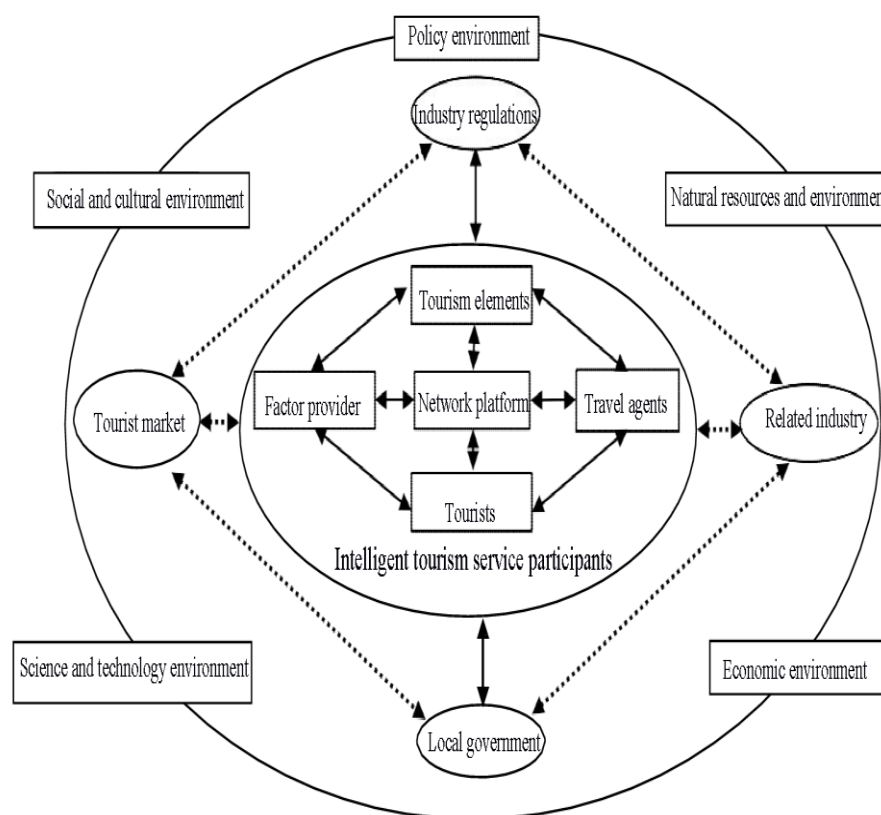 Policy environment
Industry regulations
Social and cultural environment
Natural resources and environment
Tourism elements
Factor provider
Network platform
Travel agents
Tourist market
Related industry
Tourists
Intelligent tourism service participants
Science and technology environment
Economic environment
Local government